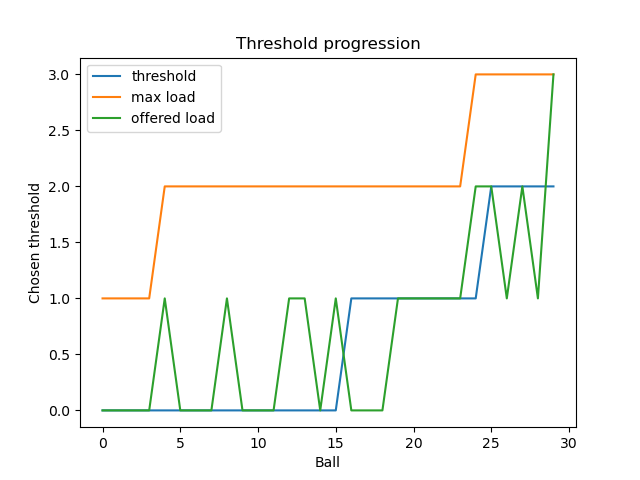 Threshold progression
threshold
max load
offered load
3.0
2.5
2.0
1.5
1.0
0.5
0.0
Chosen threshold
0 5 10 15 20 25 30
Ball